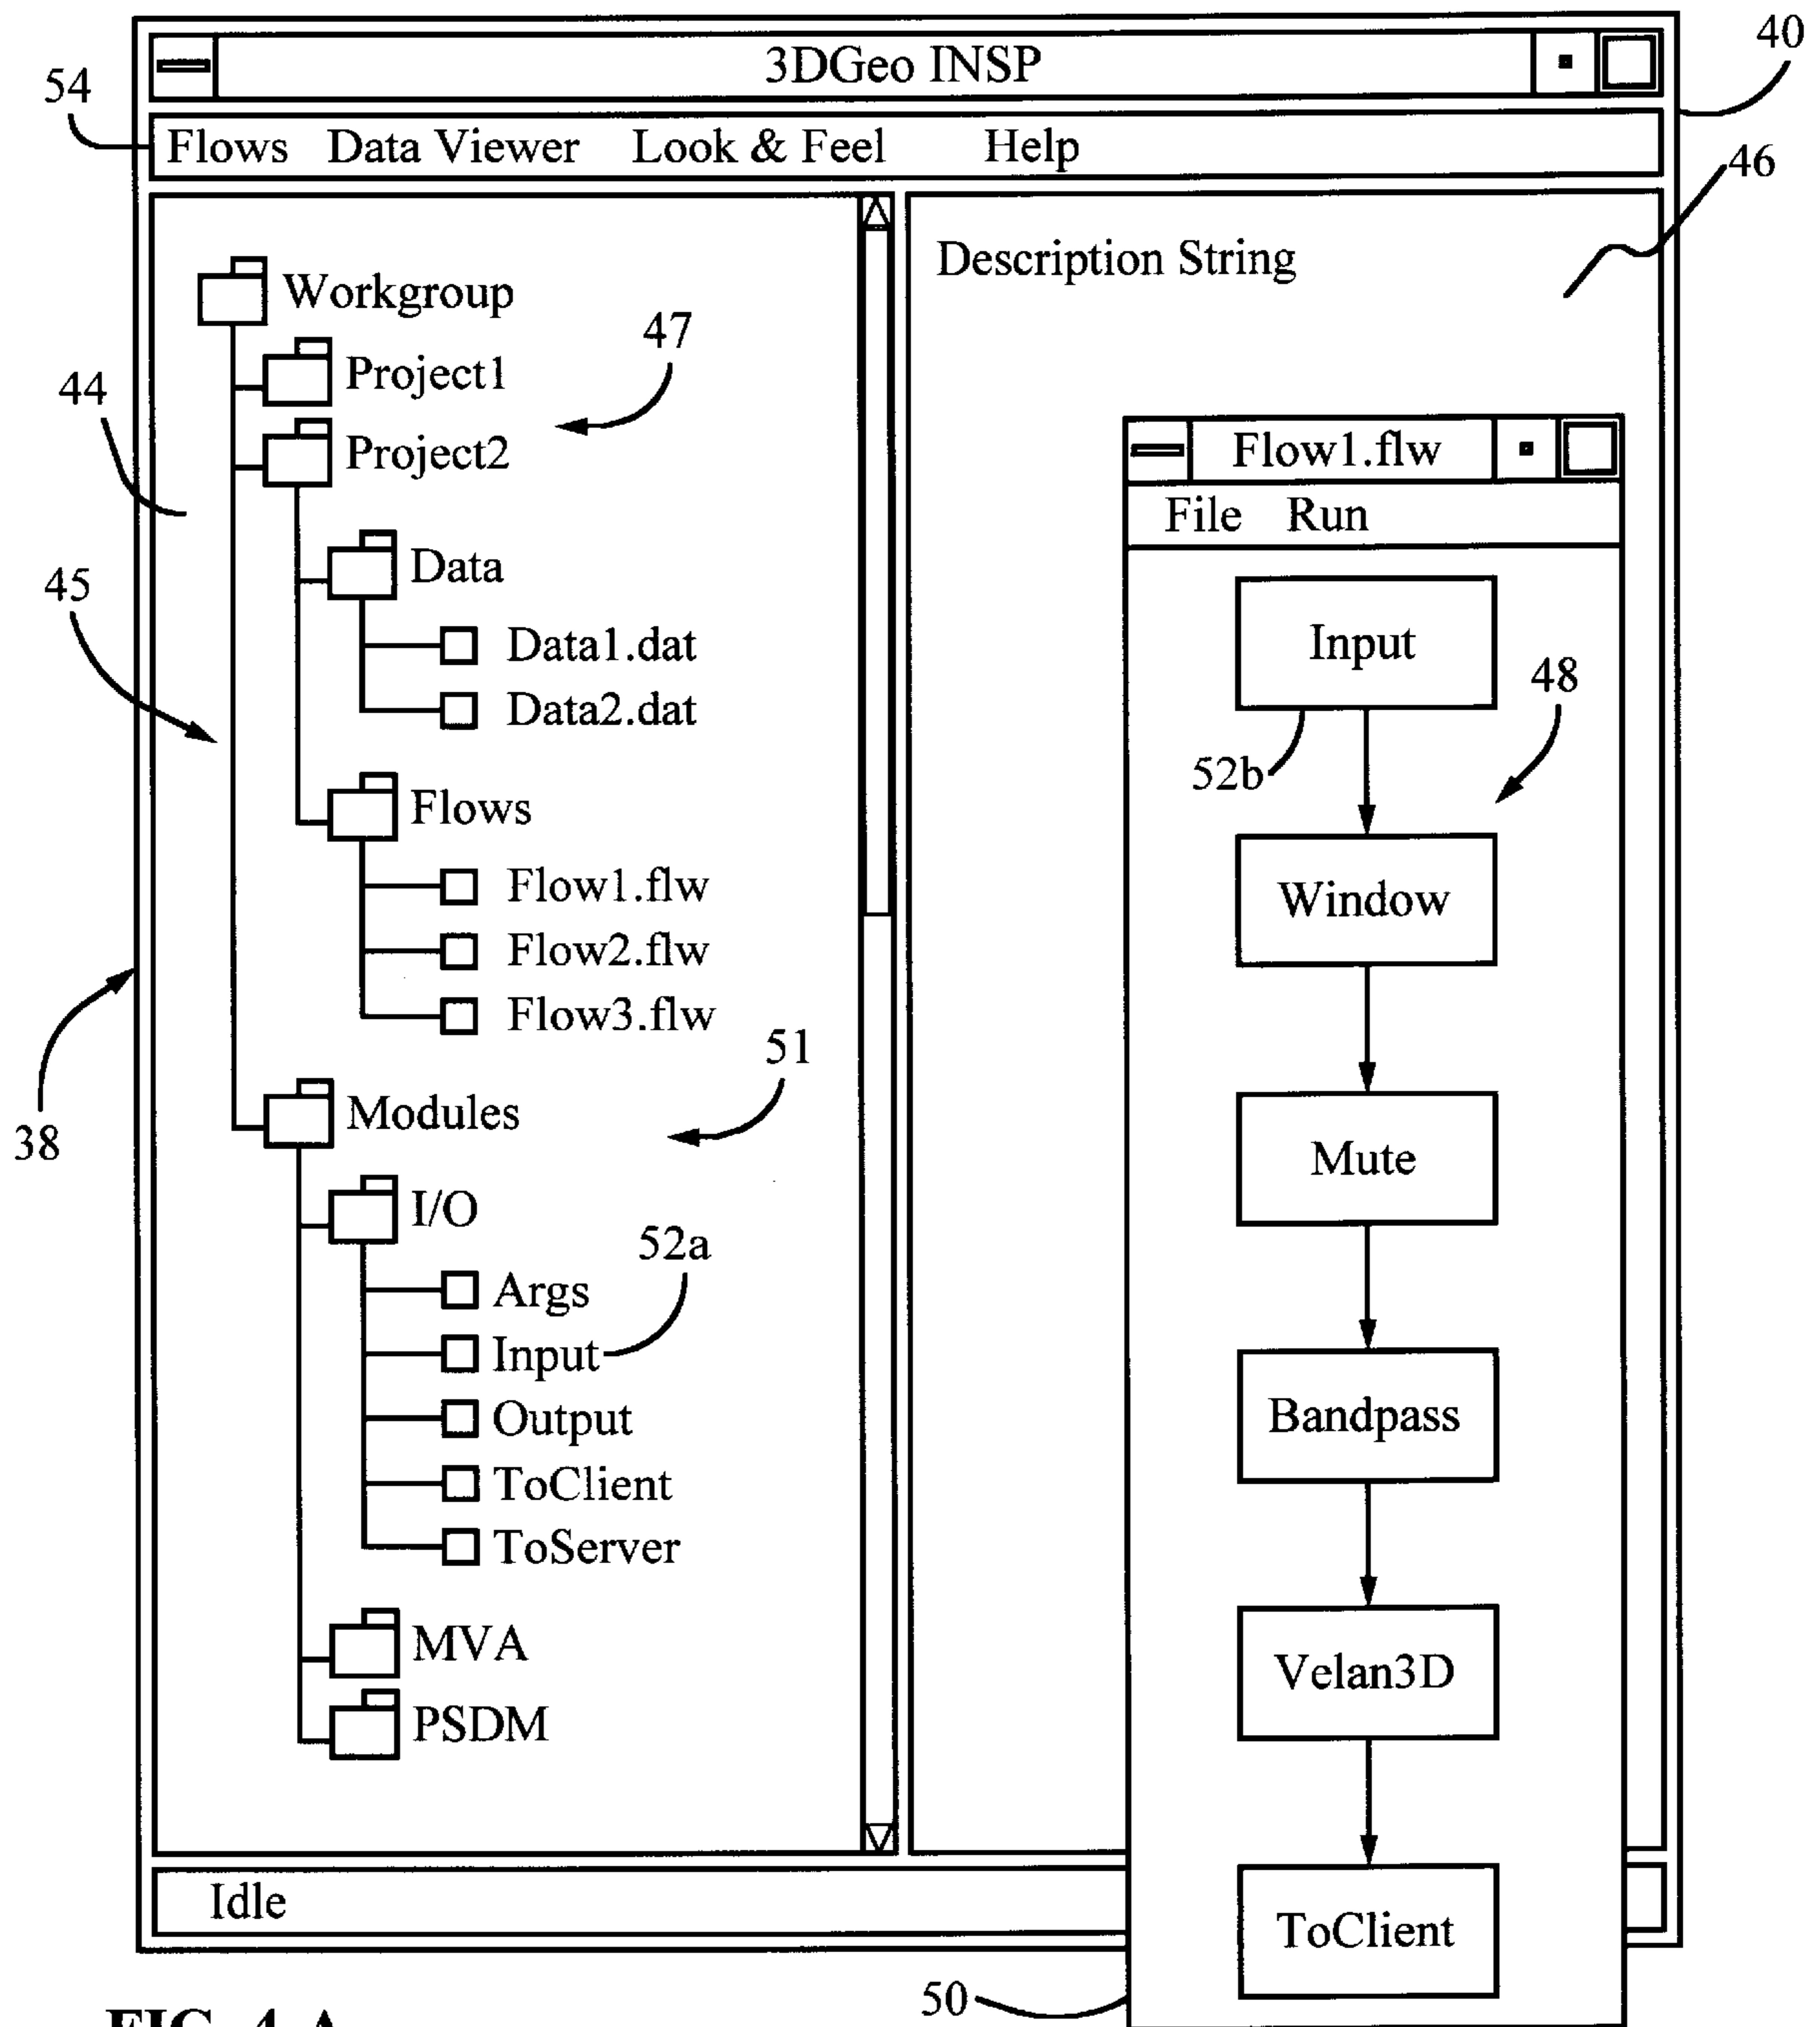 3DGeo INSP
40
54
Flows Data Viewer Look & Feel Help
46
Description String
Workgroup
47
Project1
44
Project2
Data
45
Data1.dat
Data2.dat
Flows
Flow1.flw
Flow2.flw
Flow3.flw
51
38
Modules
I/O
52a
Args
Input
Output
ToClient
ToServer
MVA
PSDM
Idle
Flow1.flw
File Run
Input
48
52b
Window
Mute
Bandpass
Velan3D
ToClient
50
FIG. 4-A